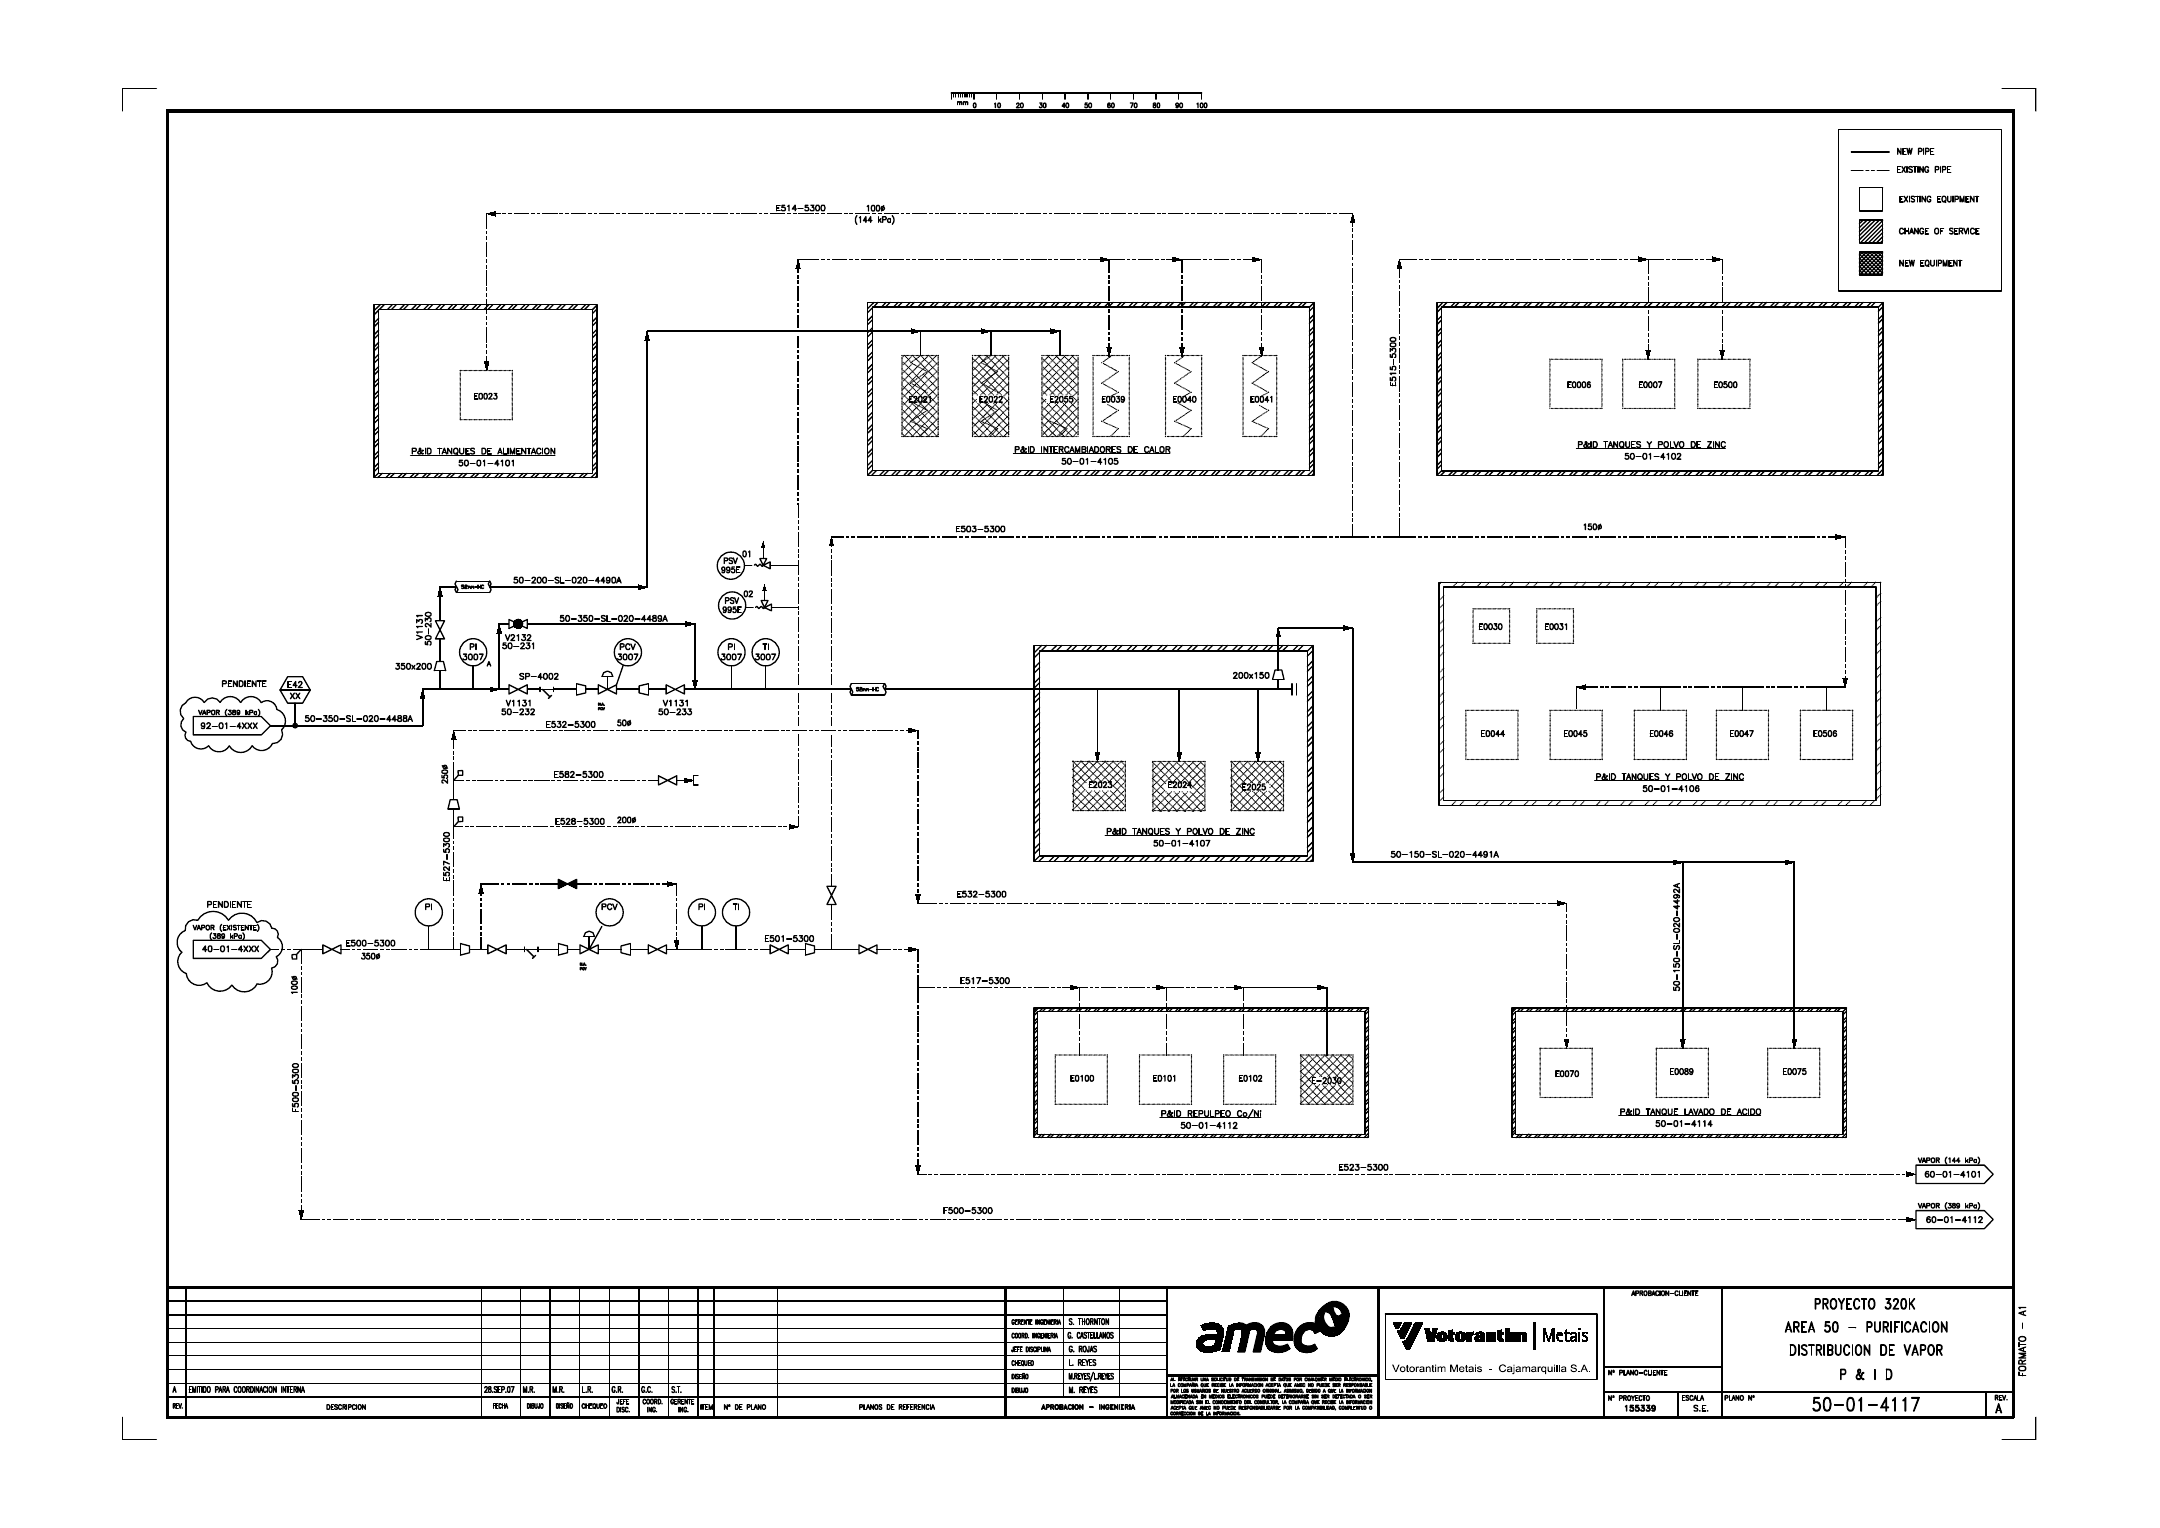 mm 0 10 20 30 40 50 60 70 80 90 100
NEW PIPE
EXISTING PIPE
EXISTING EQUIPMENT
CHANGE OF SERVICE
NEW EQUIPMENT
E514-5300 100ø
(144 kPa)
E0023
P&ID TANQUES DE ALIMENTACION
50-01-4101
E2021 E2022 E2055 E0039 E0040 E0041
P&ID INTERCAMBIADORES DE CALOR
50-01-4105
E515-5300
E0006 E0007 E0500
P&ID TANQUES Y POLVO DE ZINC
50-01-4102
E503-5300
150ø
PSV
995E
01
PSV
995E
02
50-200-SL-020-4490A
V1131
50-230
350x200
PI
3007
A
V2132
50-231
50-350-SL-020-4489A
PCV
3007
PI
3007
TI
3007
SP-4002
V1131
50-232
V1131
50-233
PENDIENTE
E42
XX
VAPOR (389 kPa)
92-01-4XXX
50-350-SL-020-4488A
E532-5300 50ø
250ø
E582-5300
E528-5300 200ø
E527-5300
200x150
E2023 E2024 E2025
P&ID TANQUES Y POLVO DE ZINC
50-01-4107
E0030 E0031
E0044 E0045 E0046 E0047 E0506
P&ID TANQUES Y POLVO DE ZINC
50-01-4106
50-150-SL-020-4491A
50-150-SL-020-4492A
E532-5300
PENDIENTE
VAPOR (EXISTENTE)
(389 kPa)
40-01-4XXX
E500-5300
350ø
100ø
PI
PCV
PI
TI
E501-5300
F500-5300
E517-5300
E0100 E0101 E0102 E-2030
P&ID REPULPEO Co/Ni
50-01-4112
E0070 E0089 E0075
P&ID TANQUE LAVADO DE ACIDO
50-01-4114
E523-5300
VAPOR (144 kPa)
60-01-4101
F500-5300
VAPOR (389 kPa)
60-01-4112
A EMITIDO PARA COORDINACION INTERNA 28.SEP.07 M.R. M.R. L.R. G.R. G.C. S.T.
REV. DESCRIPCION FECHA DIBUJO DISEÑO CHEQUEO JEFE DISC. COORD. ING. GERENTE ING. ITEM N° DE PLANO PLANOS DE REFERENCIA
GERENTE INGENIERIA S. THORNTON
COORD. INGENIERIA G. CASTELLANOS
JEFE DISCIPLINA G. ROJAS
CHEQUEO L. REYES
DISEÑO M.REYES/L.REYES
DIBUJO M. REYES
APROBACION - INGENIERIA
amec
Votorantim | Metais
Votorantim Metais - Cajamarquilla S.A.
APROBACION-CLIENTE
N° PLANO-CLIENTE
N° PROYECTO
155339
ESCALA
S.E.
PROYECTO 320K
AREA 50 - PURIFICACION
DISTRIBUCION DE VAPOR
P & I D
PLANO N°
50-01-4117
REV.
A
FORMATO - A1